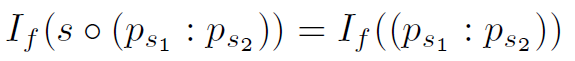 I_f(s ∘ (p_{s_1} : p_{s_2})) = I_f((p_{s_1} : p_{s_2}))